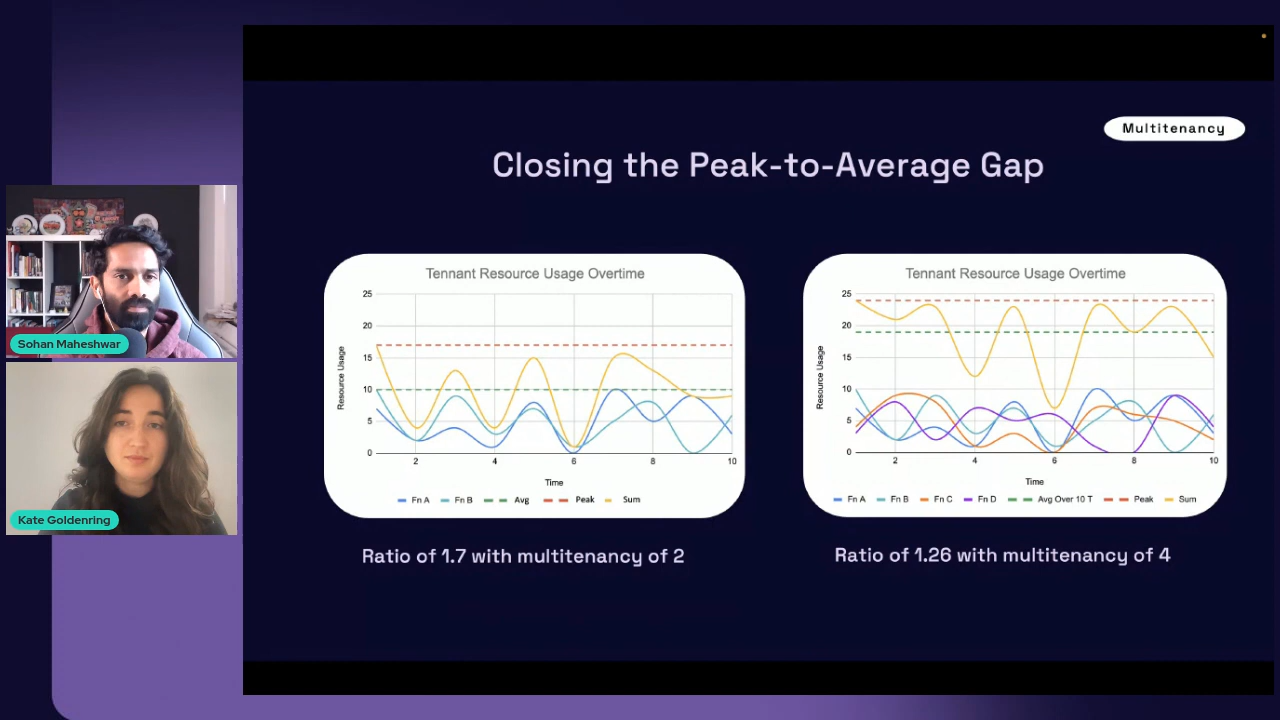 Multitenancy
Closing the Peak-to-Average Gap
Tennant Resource Usage Overtime
25
20
15
10
5
0
Resource Usage
2 4 6 8 10
Time
Fn A Fn B Avg Peak Sum
Ratio of 1.7 with multitenancy of 2
Tennant Resource Usage Overtime
25
20
15
10
5
0
Resource Usage
2 4 6 8 10
Time
Fn A Fn B Fn C Fn D Avg Over 10 T Peak Sum
Ratio of 1.26 with multitenancy of 4
Sohan Maheshwar
Kate Goldenring